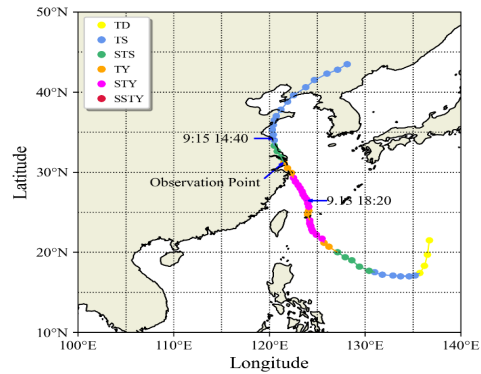 50°N
TD
TS
STS
TY
STY
SSTY
40°N
9:15 14:40
30°N
Observation Point
9.13 18:20
20°N
10°N
100°E 110°E 120°E 130°E 140°E
Latitude
Longitude